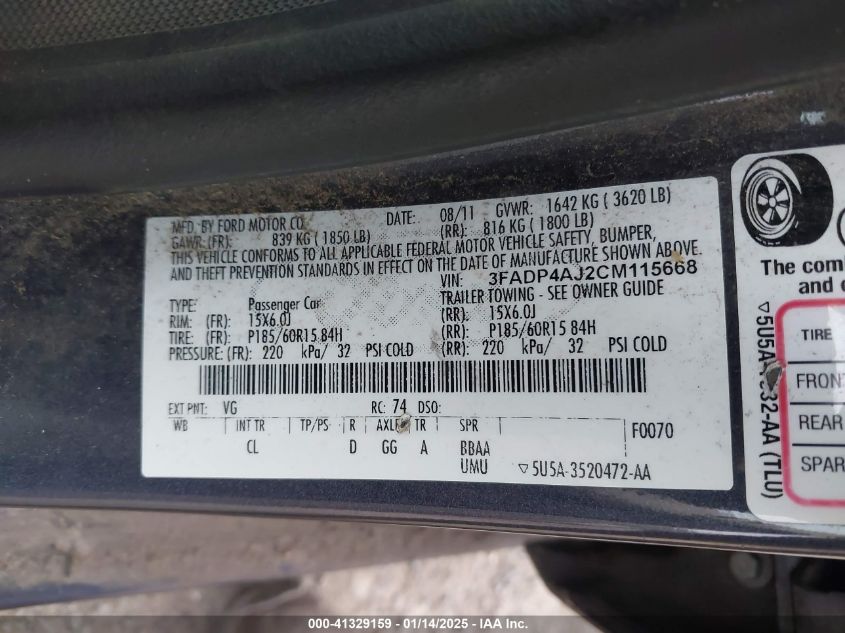 MFD. BY FORD MOTOR CO. DATE: 08/11 GVWR: 1642 KG ( 3620 LB)
GAWR: (FR): 839 KG ( 1850 LB) (RR): 816 KG ( 1800 LB)
THIS VEHICLE CONFORMS TO ALL APPLICABLE FEDERAL MOTOR VEHICLE SAFETY, BUMPER,
AND THEFT PREVENTION STANDARDS IN EFFECT ON THE DATE OF MANUFACTURE SHOWN ABOVE.
VIN: 3FADP4AJ2CM115668
TYPE: Passenger Car TRAILER TOWING - SEE OWNER GUIDE
RIM: (FR): 15X6.0J (RR): 15X6.0J
TIRE: (FR): P185/60R15 84H (RR): P185/60R15 84H
PRESSURE: (FR): 220 kPa/ 32 PSI COLD (RR): 220 kPa/ 32 PSI COLD
EXT PNT: VG RC: 74 DSO:
WB INT TR TP/PS R AXLE TR SPR F0070
CL D GG A BBAA
UMU ▽5U5A-3520472-AA
The comb
and
TIRE
FRONT
REAR
SPAR
32-AA (TLU)
000-41329159 - 01/14/2025 - IAA Inc.